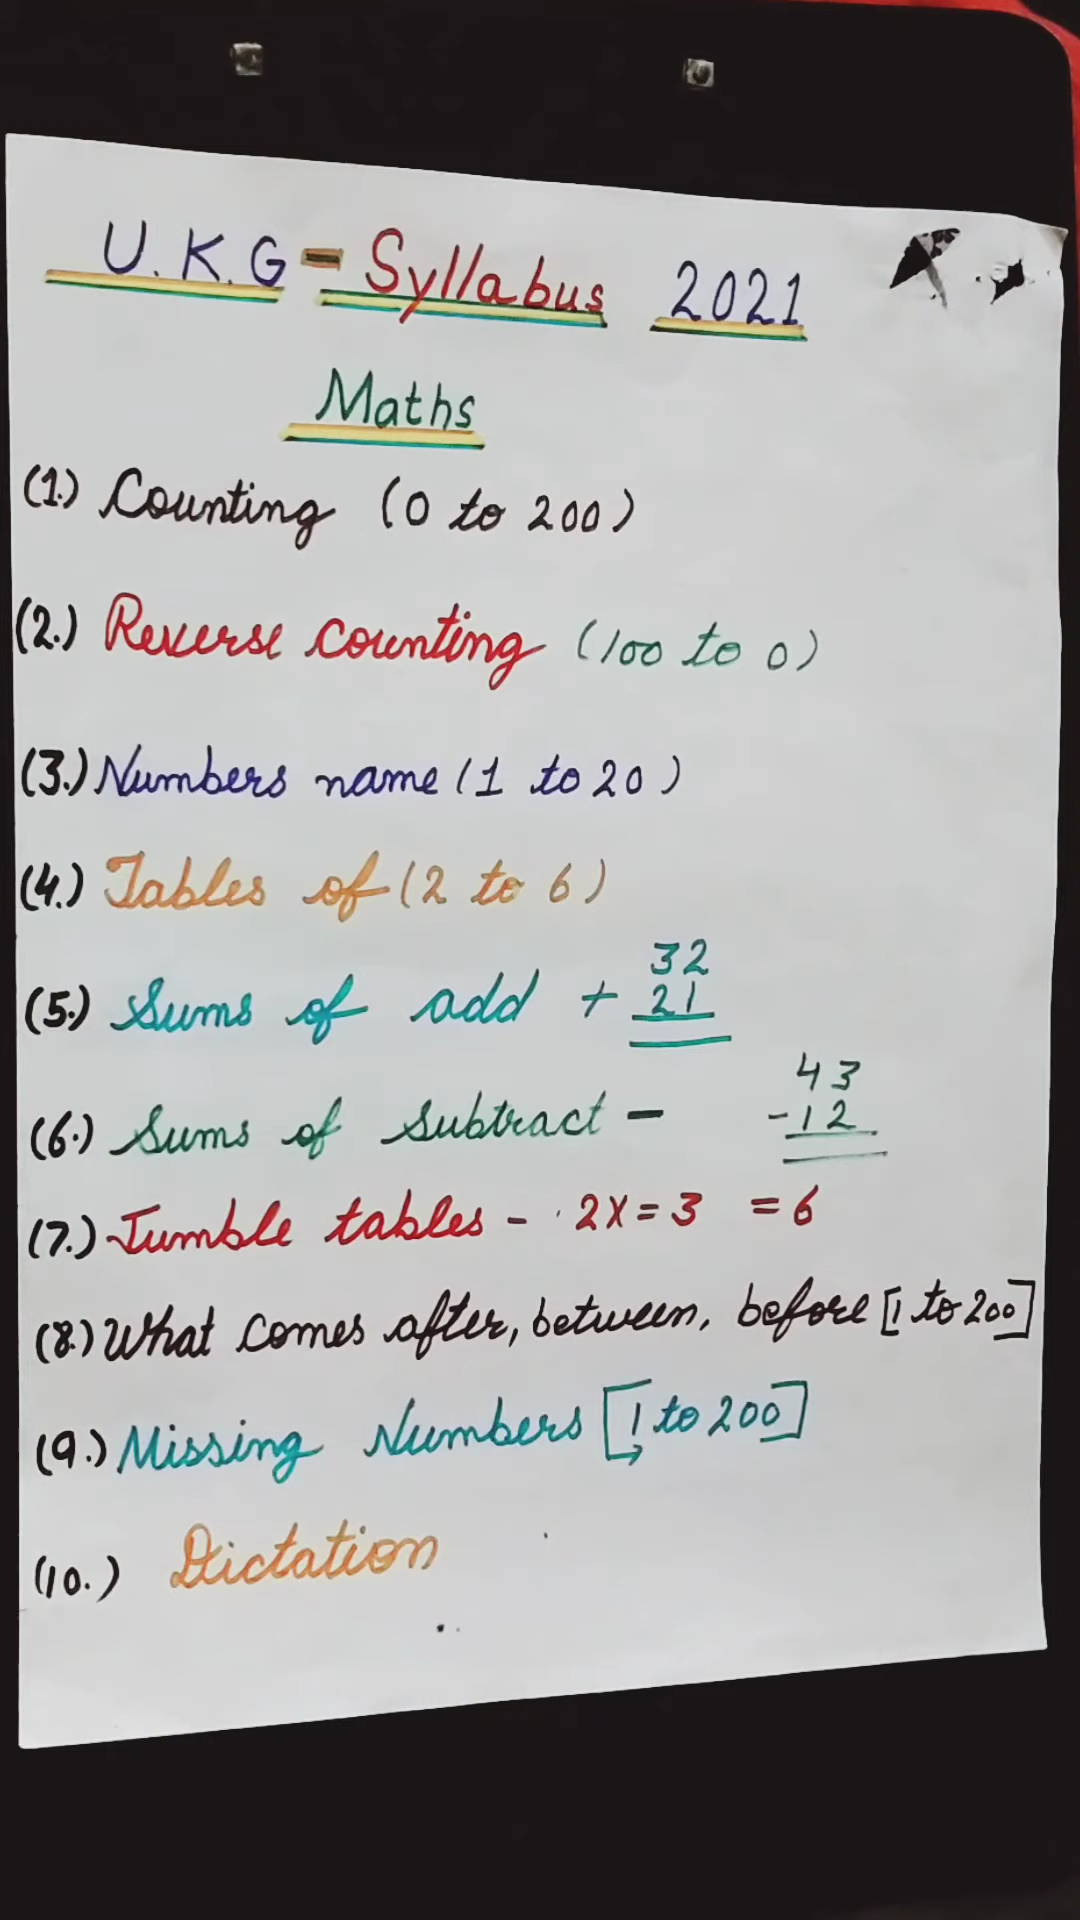 U.K.G - Syllabus 2021
Maths
(1.) Counting (0 to 200)
(2.) Reverse counting (100 to 0)
(3.) Numbers name (1 to 20)
(4.) Tables of (2 to 6)
32
(5.) Sums of add + 21
43
(6.) Sums of subtract - -12
(7.) Jumble tables - 2X=3 =6
(8.) What comes after, between, before [1 to 200]
(9.) Missing Numbers [1 to 200]
(10.) Dictation